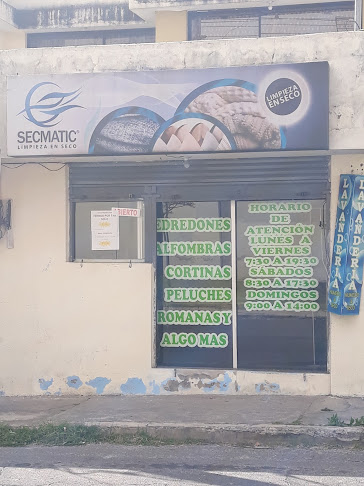 SECMATIC®
LIMPIEZA EN SECO
LIMPIEZA
EN SECO
ABIERTO
EDREDONES
ALFOMBRAS
CORTINAS
PELUCHES
ROMANAS Y
ALGO MAS
HORARIO
DE
ATENCIÓN
LUNES A
VIERNES
7:30 A 19:30
SÁBADOS
8:30 A 17:30
DOMINGOS
9:00 A 14:00
LAVANDERIA
LAVANDERIA